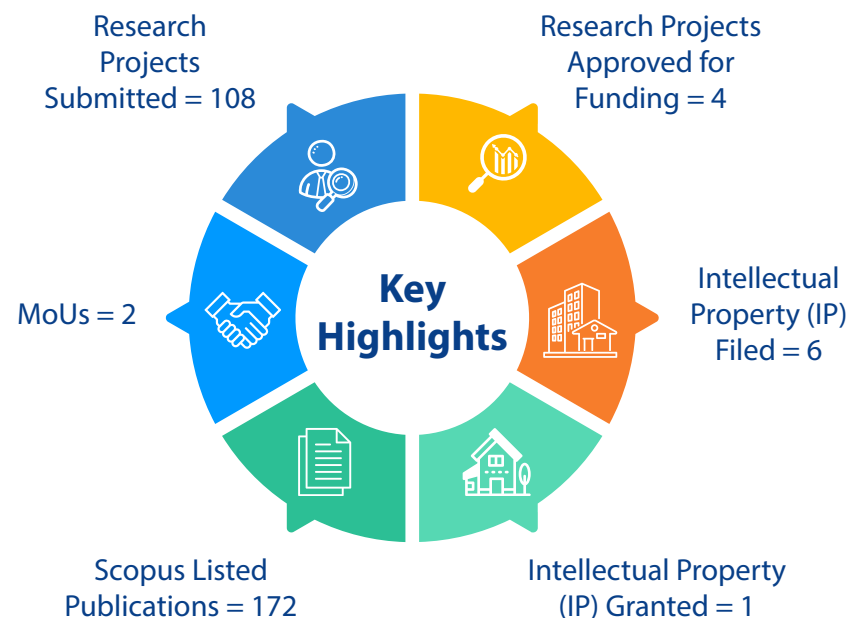 Research
Projects
Submitted = 108
Research Projects
Approved for
Funding = 4
MoUs = 2
Key
Highlights
Intellectual
Property (IP)
Filed = 6
Scopus Listed
Publications = 172
Intellectual Property
(IP) Granted = 1